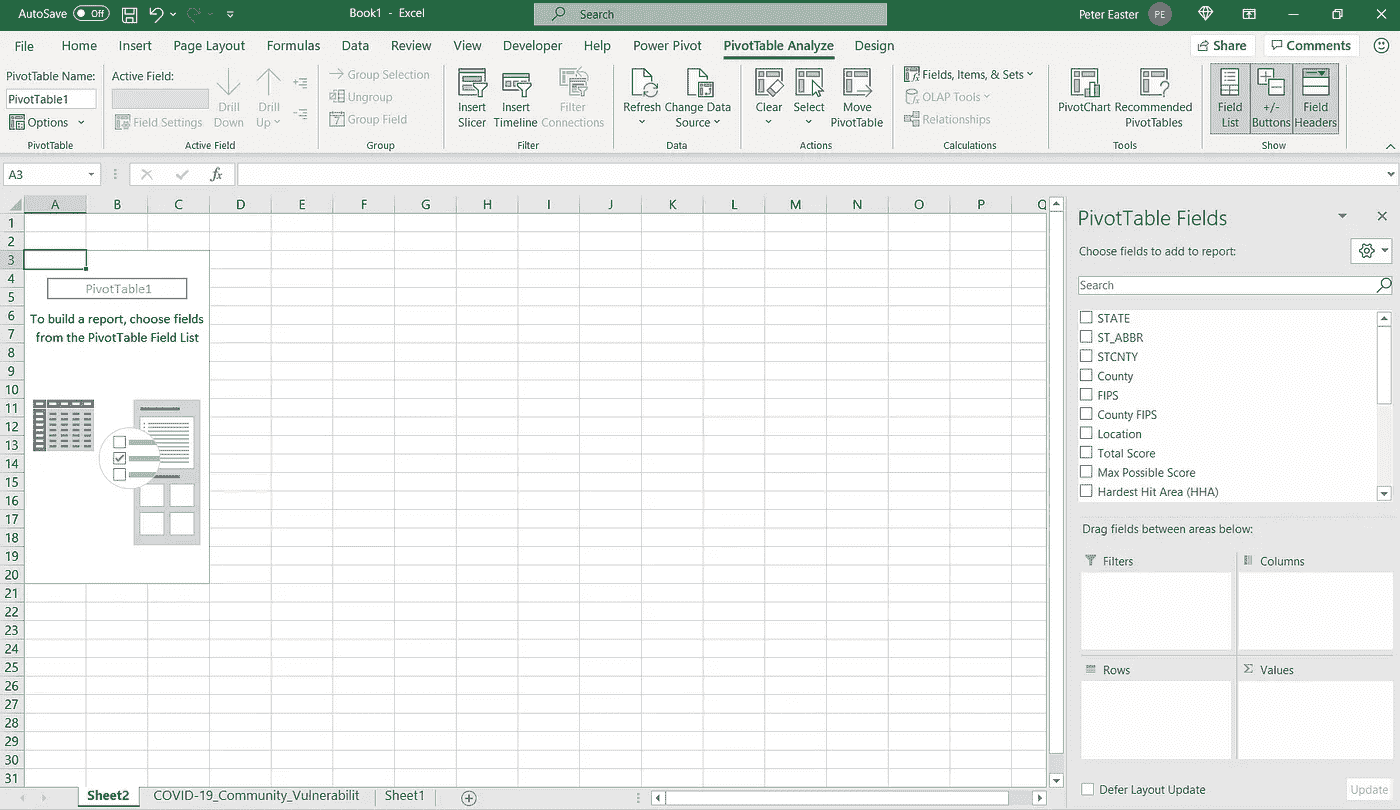 AutoSave Off Book1 - Excel Search Peter Easter PE
File Home Insert Page Layout Formulas Data Review View Developer Help Power Pivot PivotTable Analyze Design Share Comments
PivotTable Name:
PivotTable1
Options
PivotTable
Active Field:
Field Settings
Drill
Down
Drill
Up
Active Field
Group Selection
Ungroup
Group Field
Group
Insert
Slicer
Insert
Timeline
Filter
Connections
Filter
Refresh
Change Data
Source
Data
Clear
Select
Move
PivotTable
Actions
Fields, Items, & Sets
OLAP Tools
Relationships
Calculations
PivotChart
Recommended
PivotTables
Tools
Field
List
+/-
Buttons
Field
Headers
Show
A3 fx
A B C D E F G H I J K L M N O P Q
1
2
3
4
5
6
7
8
9
10
11
12
13
14
15
16
17
18
19
20
21
22
23
24
25
26
27
28
29
30
31
PivotTable1
To build a report, choose fields
from the PivotTable Field List
PivotTable Fields
Choose fields to add to report:
Search
STATE
ST_ABBR
STCNTY
County
FIPS
County FIPS
Location
Total Score
Max Possible Score
Hardest Hit Area (HHA)
Drag fields between areas below:
Filters
Columns
Rows
Σ Values
Defer Layout Update Update
Sheet2 COVID-19_Community_Vulnerabilit Sheet1